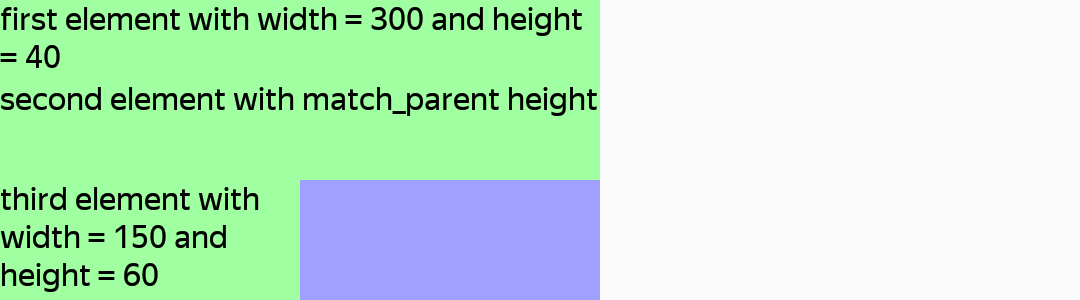 first element with width = 300 and height
= 40
second element with match_parent height
third element with
width = 150 and
height = 60